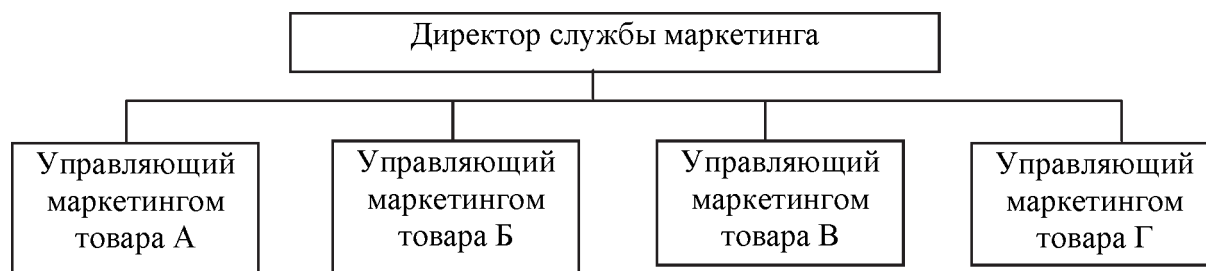 Директор службы маркетинга
Управляющий
маркетингом
товара А
Управляющий
маркетингом
товара Б
Управляющий
маркетингом
товара В
Управляющий
маркетингом
товара Г